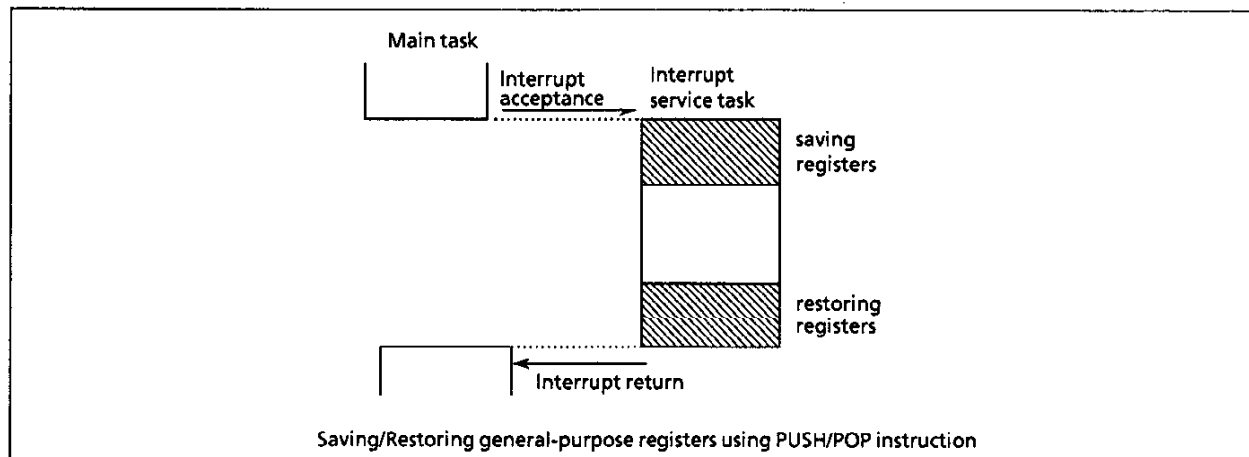 Main task
Interrupt
acceptance
Interrupt
service task
saving
registers
restoring
registers
Interrupt return
Saving/Restoring general-purpose registers using PUSH/POP instruction